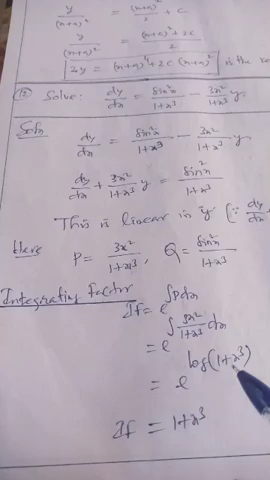 y/(x+a)² = (x+a)²/2 + c
y/(x+a)² = (x+a)²+2c/2
2y = (x+a)⁴+2c(x+a)² is the
Solve: dy/dx = sin²x/1+x³ - 3x²/1+x³ y.
Soln dy/dx = sin²x/1+x³ - 3x²/1+x³ y.
dy/dx + 3x²/1+x³ y = sin²x/1+x³
This is linear in 'y' [∵ dy/dx
Here P = 3x²/1+x³, Q = sin²x/1+x³
Integrating factor If = e^∫Pdx
= e^∫3x²/1+x³ dx
= e^log(1+x³)
If = 1+x³